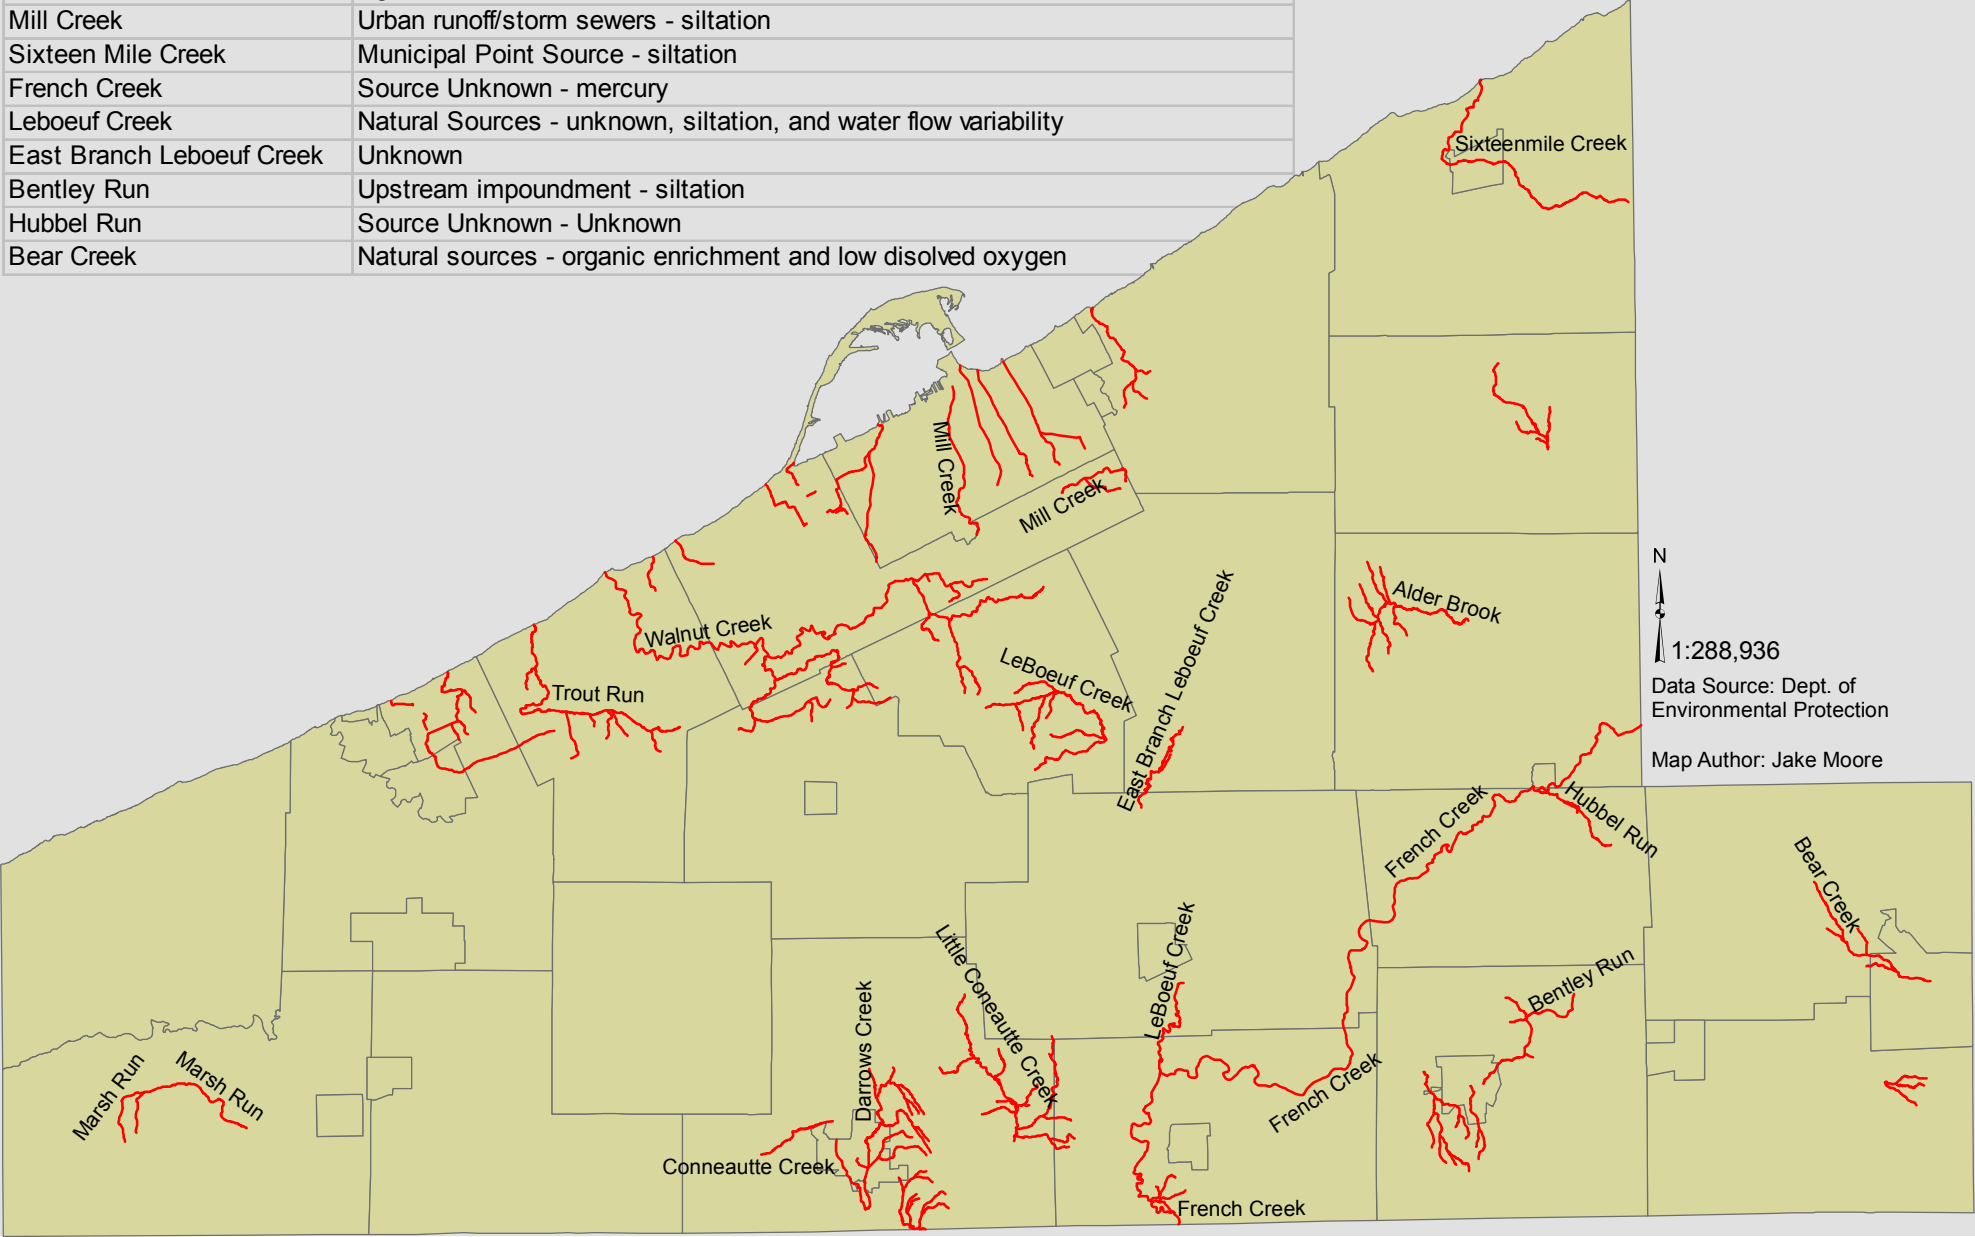 Mill Creek Urban runoff/storm sewers - siltation
Sixteen Mile Creek Municipal Point Source - siltation
French Creek Source Unknown - mercury
Leboeuf Creek Natural Sources - unknown, siltation, and water flow variability
East Branch Leboeuf Creek Unknown
Bentley Run Upstream impoundment - siltation
Hubbel Run Source Unknown - Unknown
Bear Creek Natural sources - organic enrichment and low disolved oxygen
Sixteenmile Creek
Mill Creek
Mill Creek
N
1:288,936
Data Source: Dept. of
Environmental Protection
Map Author: Jake Moore
Alder Brook
Walnut Creek
LeBoeuf Creek
East Branch Leboeuf Creek
Trout Run
French Creek
Hubbel Run
Bear Creek
Little Coneautte Creek
LeBoeuf Creek
Bentley Run
Darrows Creek
Marsh Run
Marsh Run
French Creek
Conneautte Creek
French Creek